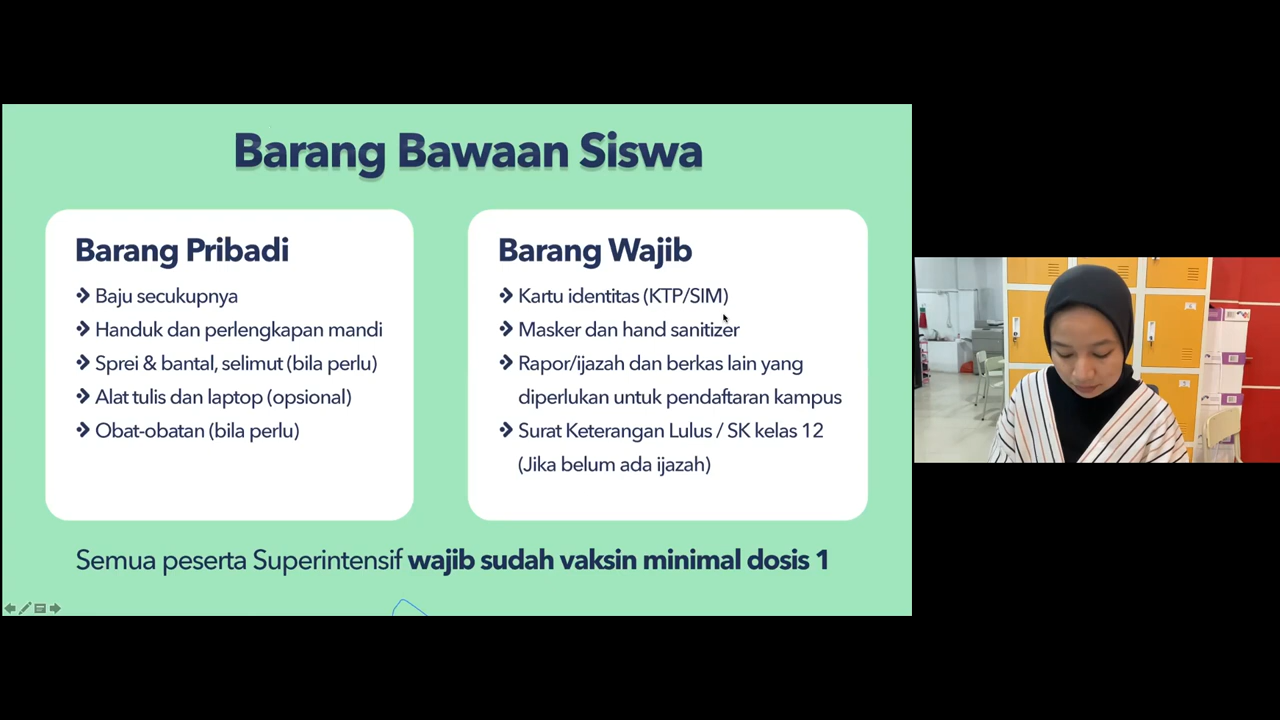 Barang Bawaan Siswa
Barang Pribadi
Baju secukupnya
Handuk dan perlengkapan mandi
Sprei & bantal, selimut (bila perlu)
Alat tulis dan laptop (opsional)
Obat-obatan (bila perlu)
Barang Wajib
Kartu identitas (KTP/SIM)
Masker dan hand sanitizer
Rapor/ijazah dan berkas lain yang
diperlukan untuk pendaftaran kampus
Surat Keterangan Lulus / SK kelas 12
(Jika belum ada ijazah)
Semua peserta Superintensif wajib sudah vaksin minimal dosis 1